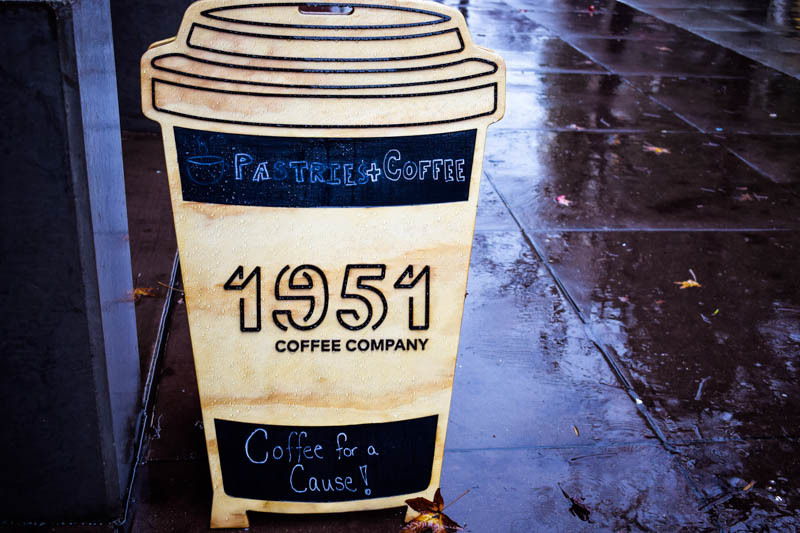 PASTRIES+COFFEE
1951
COFFEE COMPANY
Coffee for a
Cause!